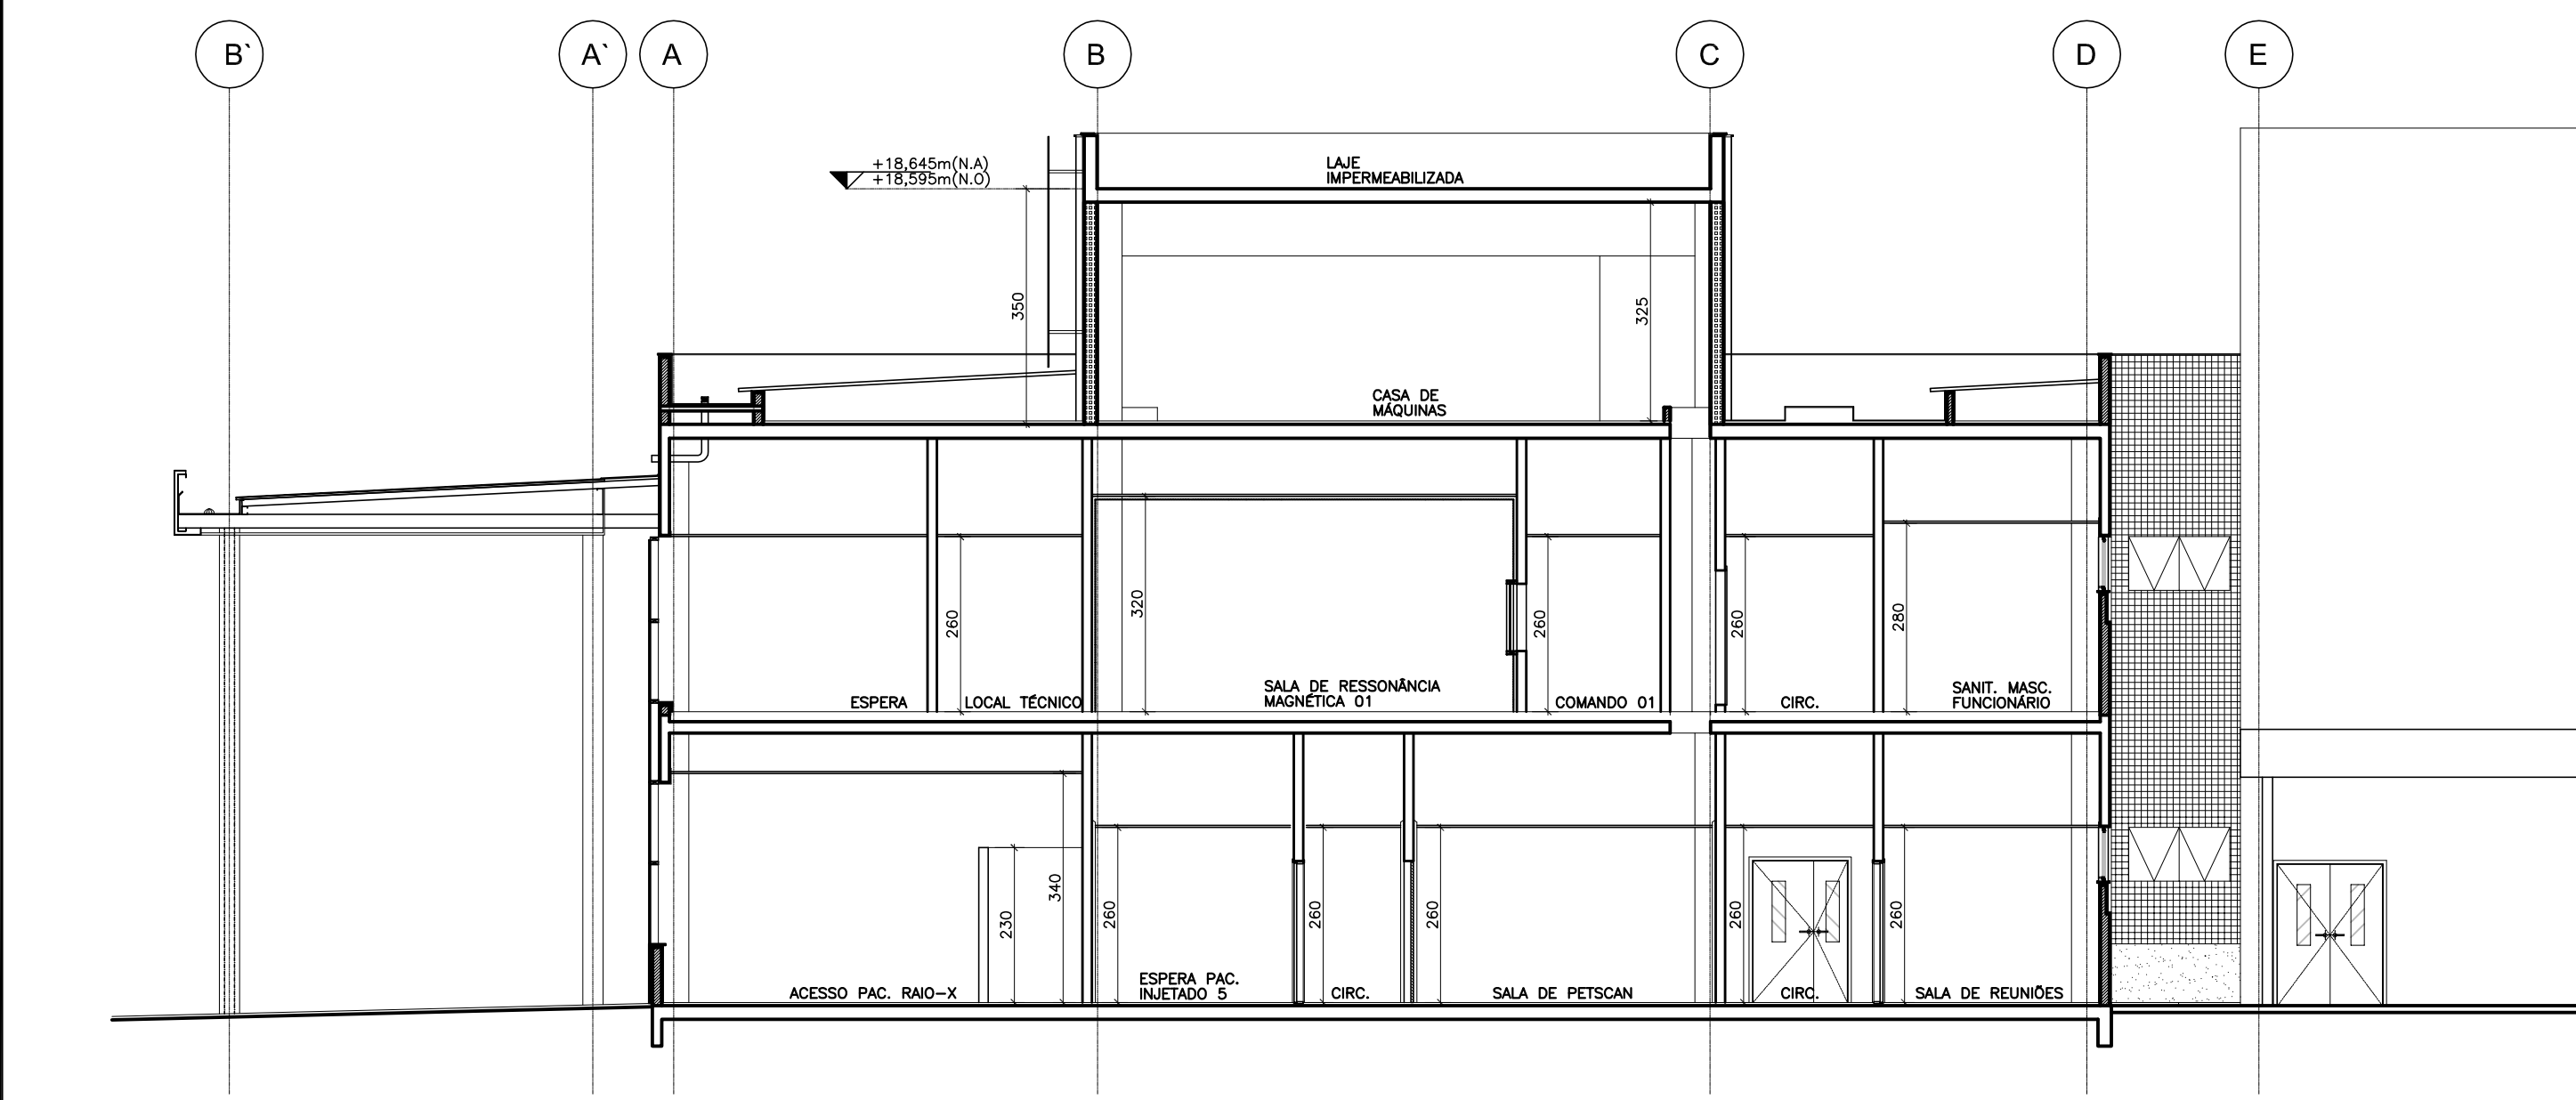 B`
A`
A
B
C
D
E
+18,645m(N.A)
+18,595m(N.O)
LAJE
IMPERMEABILIZADA
350
325
CASA DE
MÁQUINAS
260
320
260
260
280
ESPERA
LOCAL TÉCNICO
SALA DE RESSONÂNCIA
MAGNÉTICA 01
COMANDO 01
CIRC.
SANIT. MASC.
FUNCIONÁRIO
230
340
260
260
260
260
260
ACESSO PAC. RAIO-X
ESPERA PAC.
INJETADO 5
CIRC.
SALA DE PETSCAN
CIRC.
SALA DE REUNIÕES